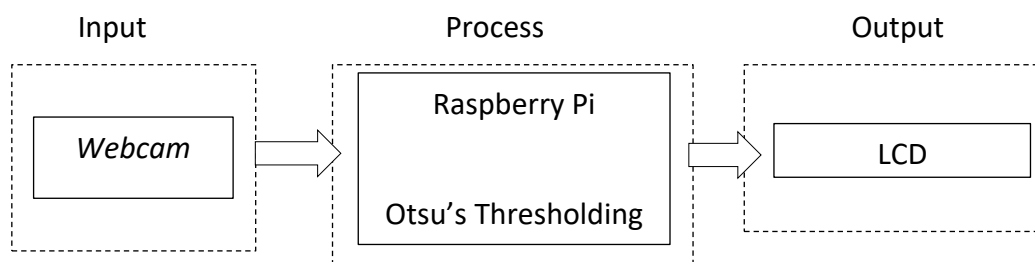 Input
Process
Output
Webcam
Raspberry Pi
Otsu’s Thresholding
LCD